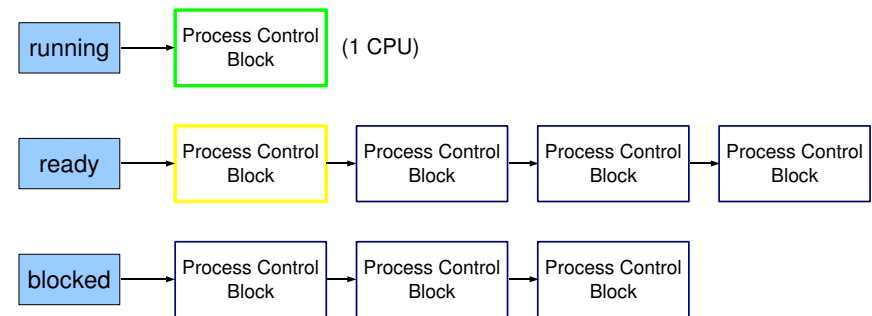 running
Process Control
Block
(1 CPU)
ready
Process Control
Block
Process Control
Block
Process Control
Block
Process Control
Block
blocked
Process Control
Block
Process Control
Block
Process Control
Block